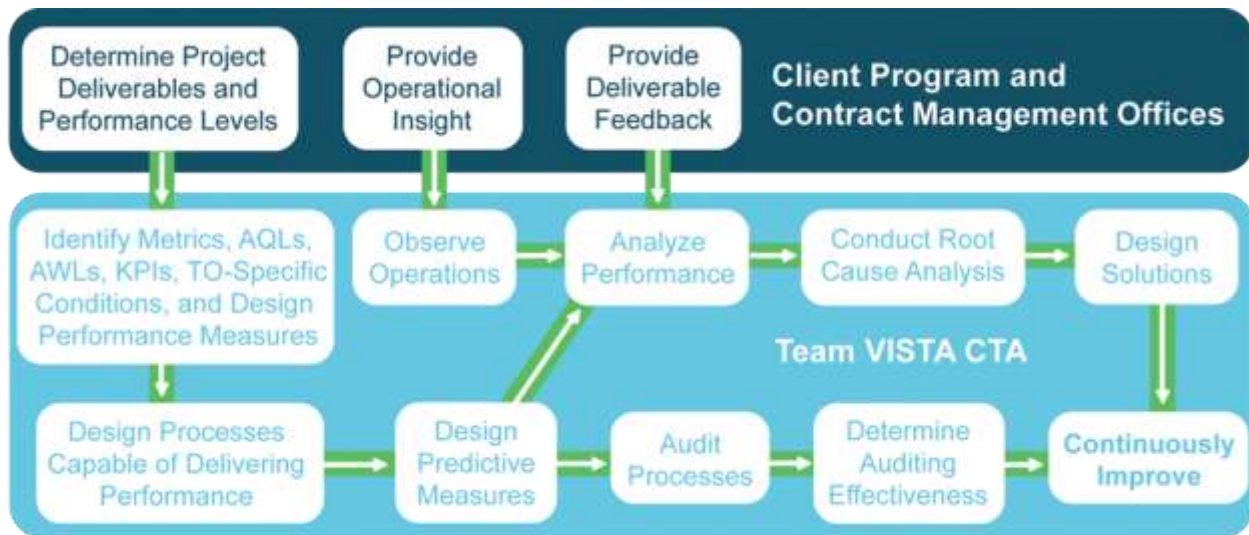 Determine Project
Deliverables and
Performance Levels
Provide
Operational
Insight
Provide
Deliverable
Feedback
Client Program and
Contract Management Offices
Identify Metrics, AQLs,
AWLs, KPIs, TO-Specific
Conditions, and Design
Performance Measures
Observe
Operations
Analyze
Performance
Conduct Root
Cause Analysis
Design
Solutions
Team VISTA CTA
Design Processes
Capable of Delivering
Performance
Design
Predictive
Measures
Audit
Processes
Determine
Auditing
Effectiveness
Continuously
Improve